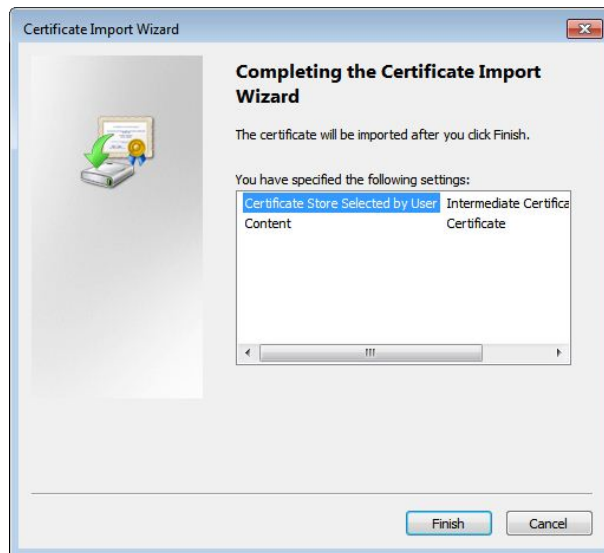 Certificate Import Wizard
Completing the Certificate Import
Wizard
The certificate will be imported after you click Finish.
You have specified the following settings:
Certificate Store Selected by User Intermediate Certifica
Content Certificate
Finish Cancel